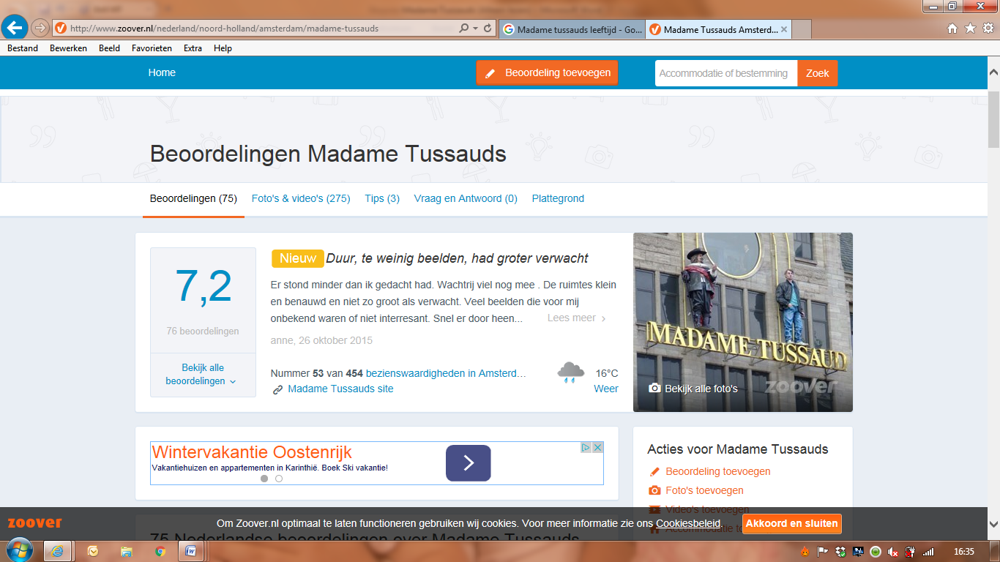 http://www.zoover.nl/nederland/noord-holland/amsterdam/madame-tussauds
Madame tussauds leeftijd - Go...
Madame Tussauds Amsterd...
Bestand Bewerken Beeld Favorieten Extra Help
Home
Beoordeling toevoegen
Accommodatie of bestemming
Zoek
Beoordelingen Madame Tussauds
Beoordelingen (75) Foto's & video's (275) Tips (3) Vraag en Antwoord (0) Plattegrond
7,2
76 beoordelingen
Bekijk alle
beoordelingen
Nieuw Duur, te weinig beelden, had groter verwacht
Er stond minder dan ik gedacht had. Wachtrij viel nog mee . De ruimtes klein
en benauwd en niet zo groot als verwacht. Veel beelden die voor mij
onbekend waren of niet interresant. Snel er door heen... Lees meer
anne, 26 oktober 2015
Nummer 53 van 454 bezienswaardigheden in Amsterd...
Madame Tussauds site
16°C
Weer
MADAME TUSSAUD
Bekijk alle foto's
zoover
Wintervakantie Oostenrijk
Vakantiehuizen en appartementen in Karinthië. Boek Ski vakantie!
Acties voor Madame Tussauds
Beoordeling toevoegen
Foto's toevoegen
Video's toevoegen
Accommodatie to
75 Nederlandse beoordelingen over Madame Tussauds
zoover
Om Zoover.nl optimaal te laten functioneren gebruiken wij cookies. Voor meer informatie zie ons Cookiesbeleid.
Akkoord en sluiten
16:35